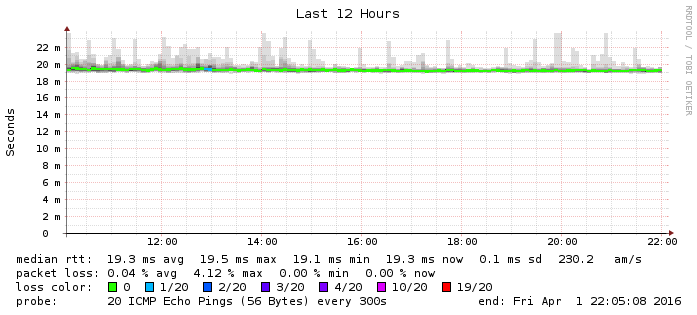 Last 12 Hours
RRDTOOL / TOBI OETIKER
Seconds
22 m
20 m
18 m
16 m
14 m
12 m
10 m
8 m
6 m
4 m
2 m
0
12:00 14:00 16:00 18:00 20:00 22:00
median rtt: 19.3 ms avg 19.5 ms max 19.1 ms min 19.3 ms now 0.1 ms sd 230.2 am/s
packet loss: 0.04 % avg 4.12 % max 0.00 % min 0.00 % now
loss color: 0 1/20 2/20 3/20 4/20 10/20 19/20
probe: 20 ICMP Echo Pings (56 Bytes) every 300s end: Fri Apr 1 22:05:08 2016